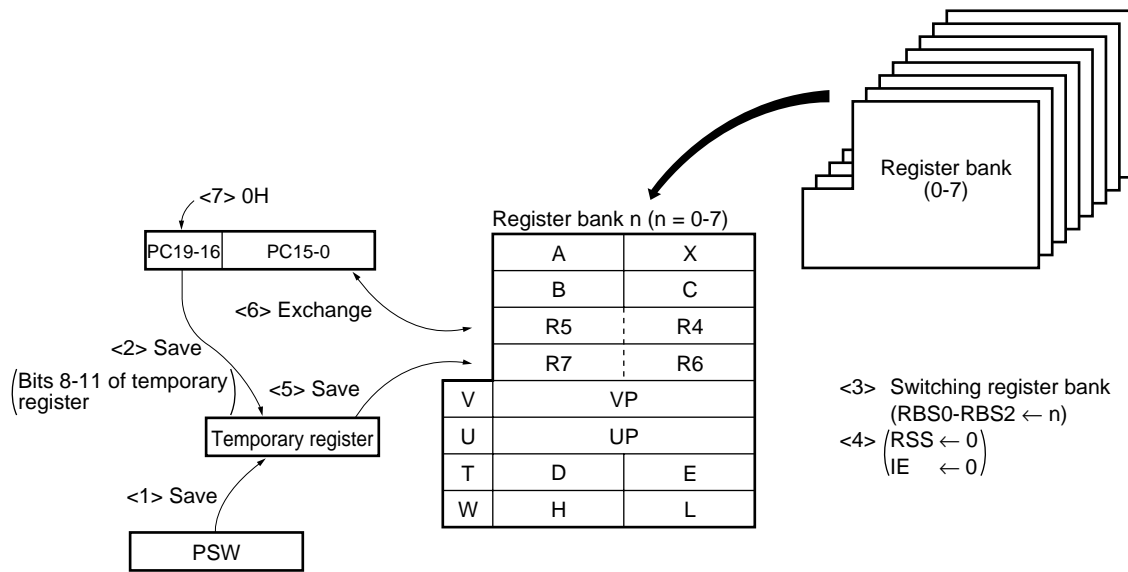 Register bank
(0-7)
<7> 0H
PC19-16 PC15-0
<6> Exchange
<2> Save
(Bits 8-11 of temporary
register)
<5> Save
Temporary register
<1> Save
PSW
Register bank n (n = 0-7)
A X
B C
R5 R4
R7 R6
V VP
U UP
T D E
W H L
<3> Switching register bank
(RBS0-RBS2 ← n)
<4> (RSS ← 0
IE ← 0)